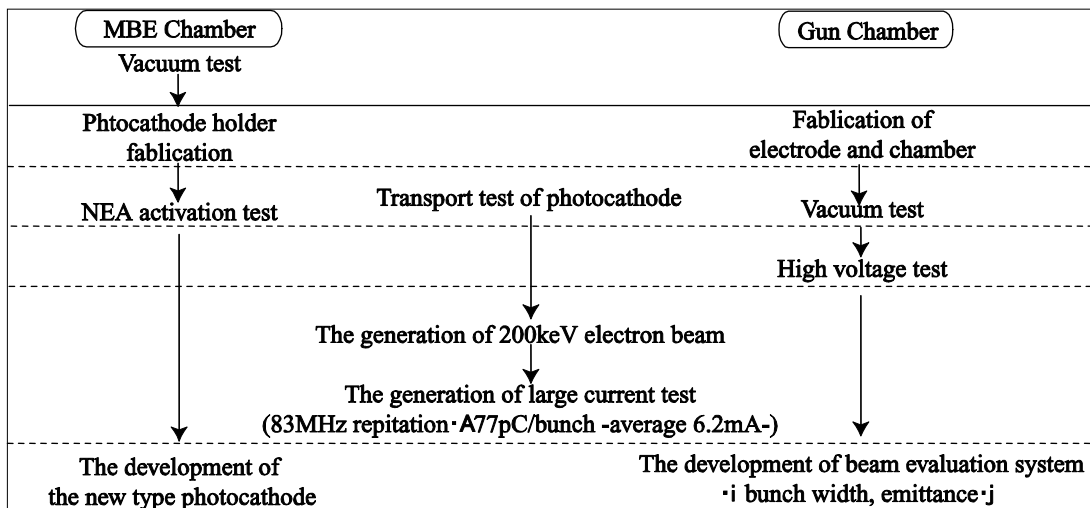 MBE Chamber
Gun Chamber
Vacuum test
Phtocathode holder
fablication
Fablication of
electrode and chamber
NEA activation test
Transport test of photocathode
Vacuum test
High voltage test
The generation of 200keV electron beam
The generation of large current test
(83MHz repitation・A77pC/bunch -average 6.2mA-)
The development of
the new type photocathode
The development of beam evaluation system
・i bunch width, emittance・j